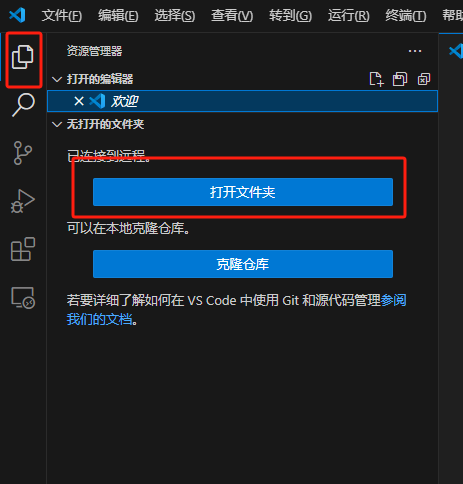 文件(F) 编辑(E) 选择(S) 查看(V) 转到(G) 运行(R) 终端(T) 帮助
资源管理器
打开的编辑器
欢迎
无打开的文件夹
已连接到远程。
打开文件夹
可以在本地克隆仓库。
克隆仓库
若要详细了解如何在 VS Code 中使用 Git 和源代码管理参阅
我们的文档。